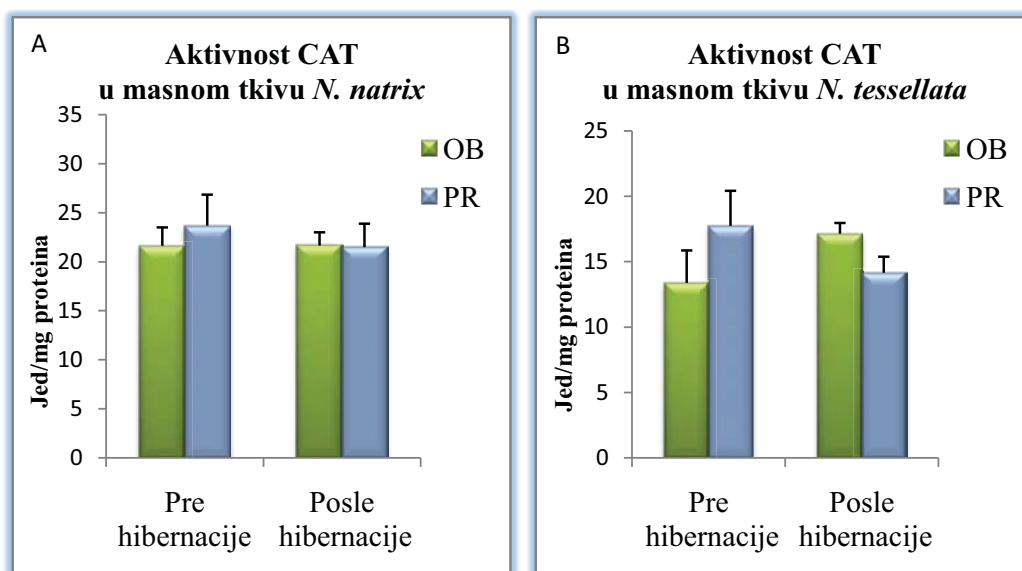 A
Aktivnost CAT
u masnom tkivu N. natrix
35
30
25
20
15
10
5
0
Jed/mg proteina
OB
PR
Pre
hibernacije
Posle
hibernacije
B
Aktivnost CAT
u masnom tkivu N. tessellata
25
20
15
10
5
0
Jed/mg proteina
OB
PR
Pre
hibernacije
Posle
hibernacije